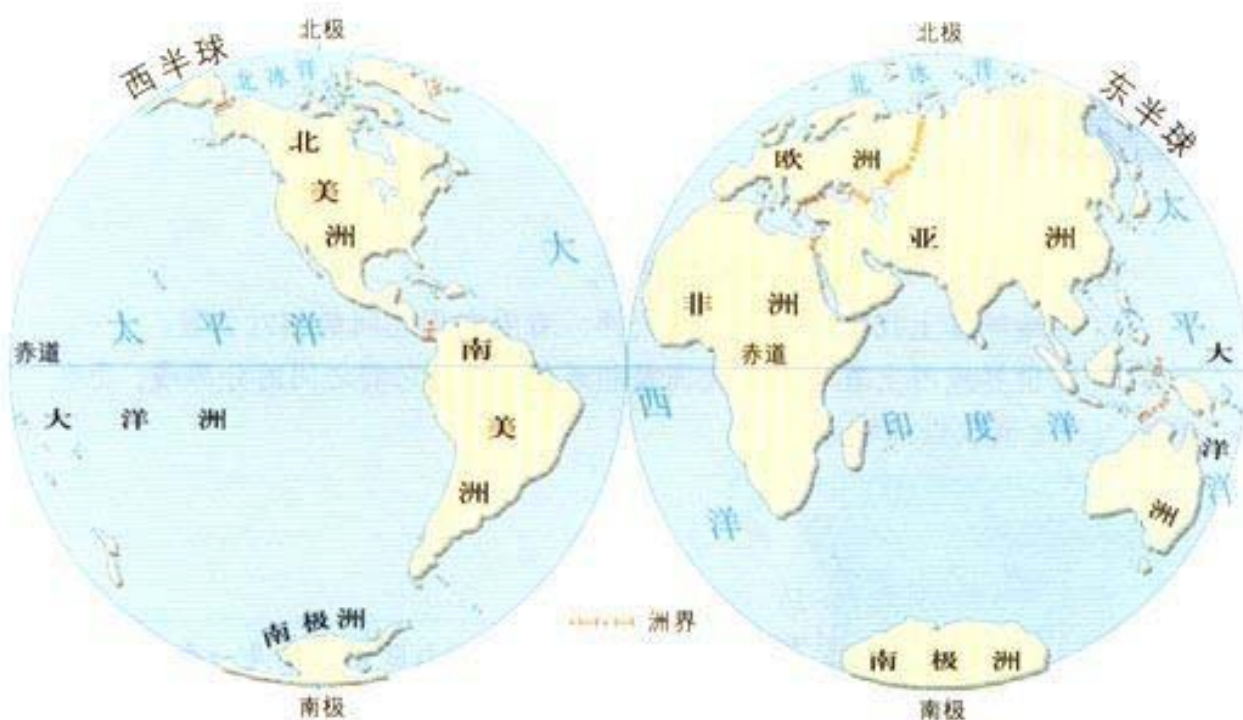 西半球
北极
北冰洋
北美洲
大
太平洋
赤道
南美洲
大洋洲
南极洲
南极
洲界
东半球
北极
北冰洋
欧洲
亚洲
太平洋
非洲
赤道
西洋
印度洋
大洋洲
南极洲
南极